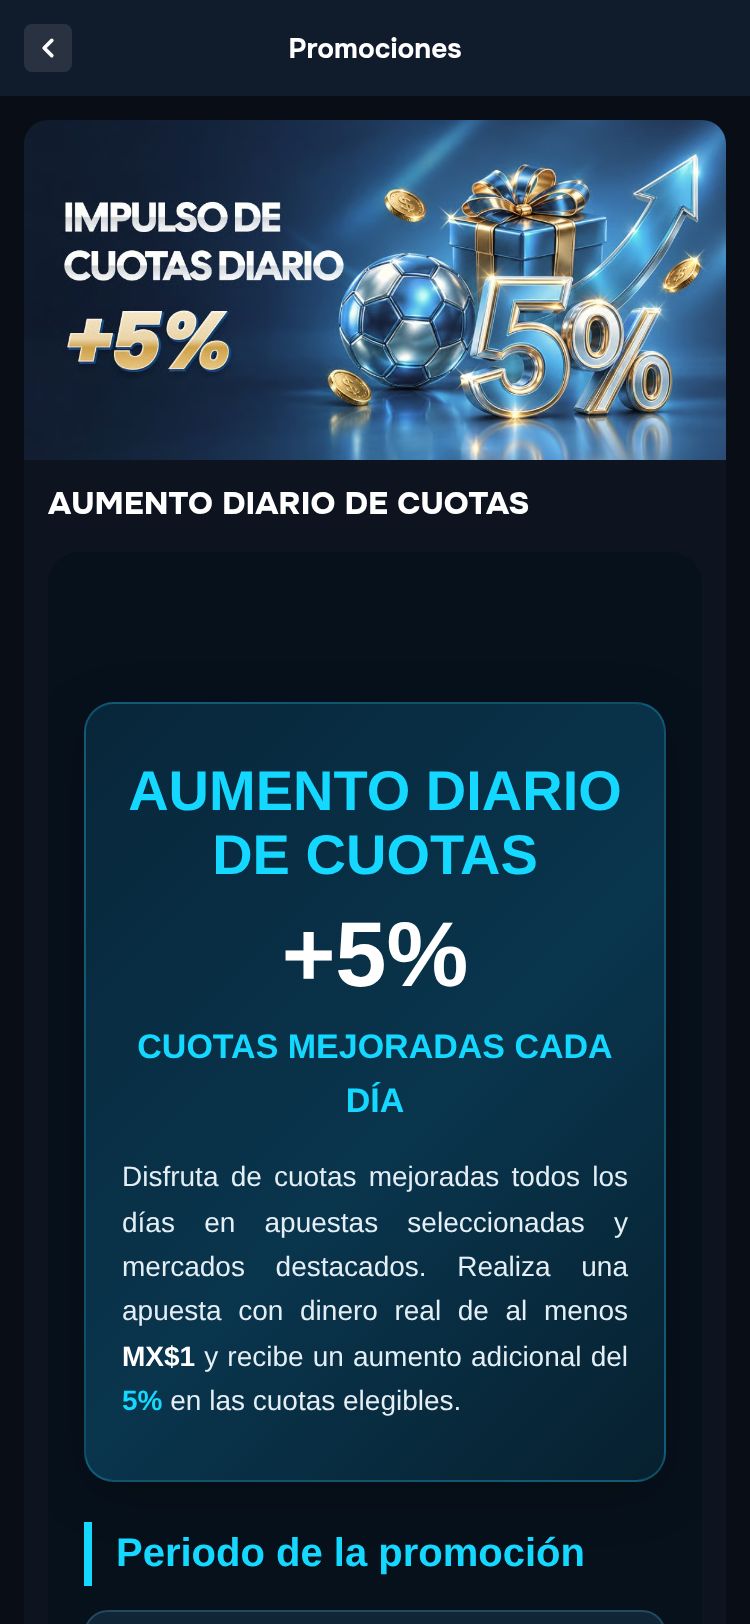 Promociones
IMPULSO DE
CUOTAS DIARIO
+5%
5%
AUMENTO DIARIO DE CUOTAS
AUMENTO DIARIO
DE CUOTAS
+5%
CUOTAS MEJORADAS CADA
DÍA
Disfruta de cuotas mejoradas todos los
días en apuestas seleccionadas y
mercados destacados. Realiza una
apuesta con dinero real de al menos
MX$1 y recibe un aumento adicional del
5% en las cuotas elegibles.
Periodo de la promoción